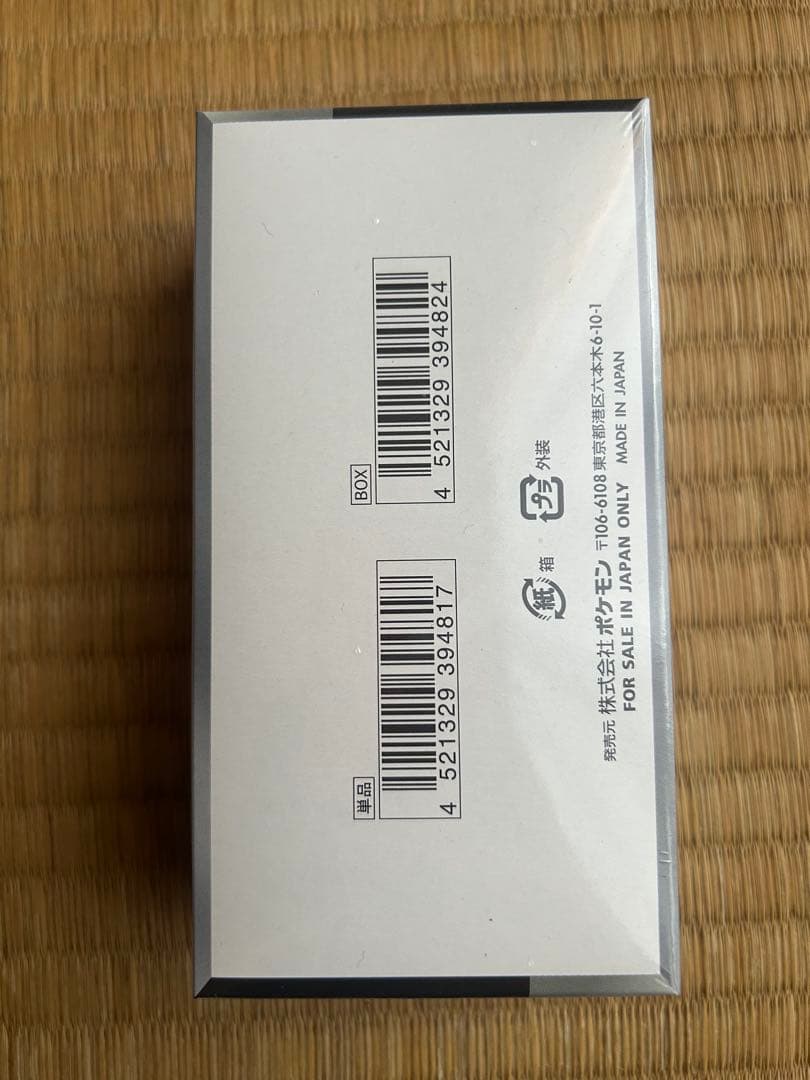 単品
4 521329 394817
BOX
4 521329 394824
紙 箱 プラ 外装
発売元 株式会社ポケモン 〒106-6108 東京都港区六本木6-10-1
FOR SALE IN JAPAN ONLY MADE IN JAPAN